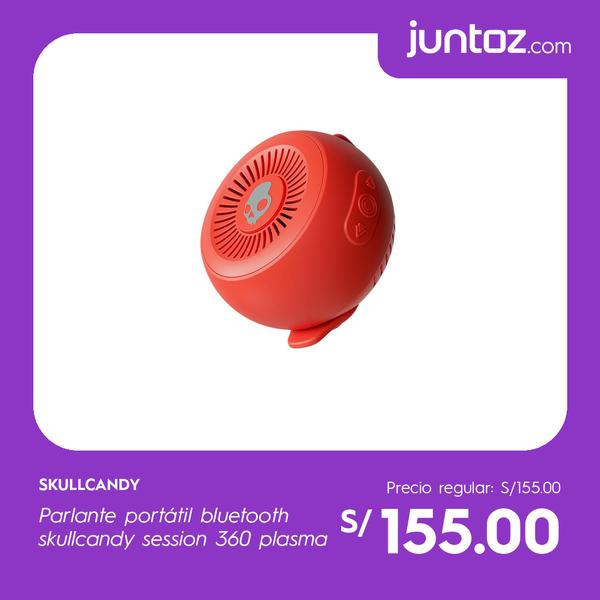 juntoz.com
SKULLCANDY
Parlante portátil bluetooth
skullcandy session 360 plasma
Precio regular: S/155.00
S/155.00